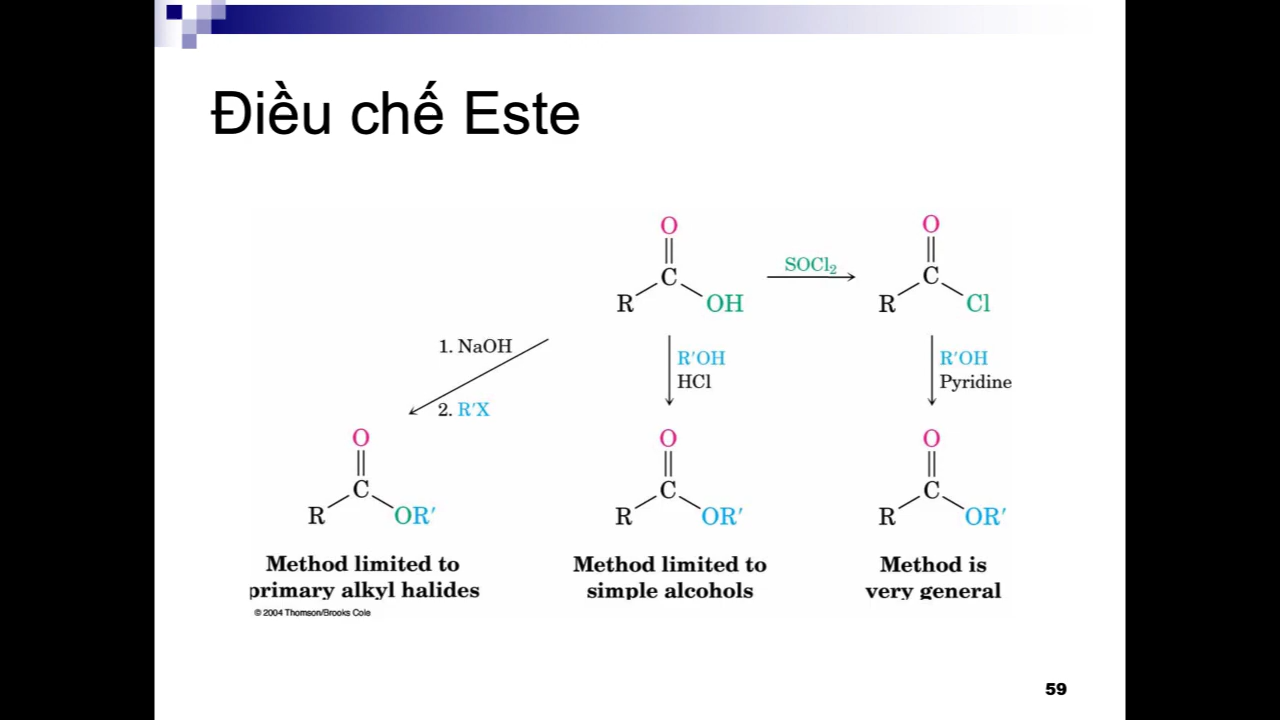 Điều chế Este
O
C
R
OH
SOCl₂
O
C
R
Cl
1. NaOH
2. R′X
R′OH
HCl
R′OH
Pyridine
O
C
R
OR′
O
C
R
OR′
O
C
R
OR′
Method limited to
primary alkyl halides
Method limited to
simple alcohols
Method is
very general
© 2004 Thomson/Brooks Cole
59